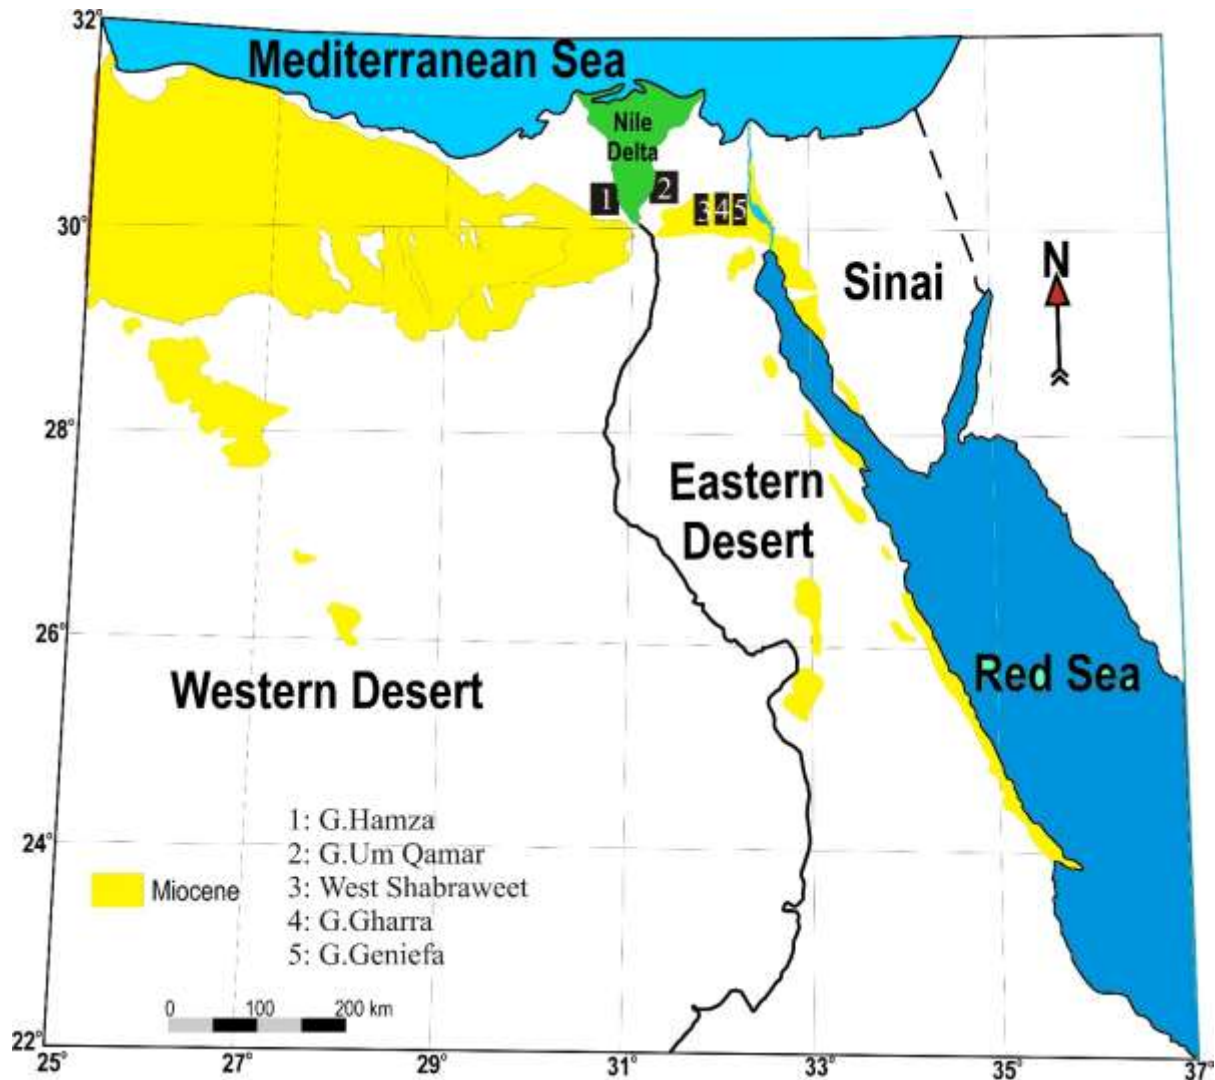 32°
Mediterranean Sea
Nile
Delta
1
2
3
4
5
30°
Sinai
N
28°
Eastern
Desert
26°
Western Desert
Red Sea
24°
1: G.Hamza
2: G.Um Qamar
Miocene
3: West Shabraweet
4: G.Gharra
5: G.Geniefa
0 100 200 km
22°
25° 27° 29° 31° 33° 35° 37°